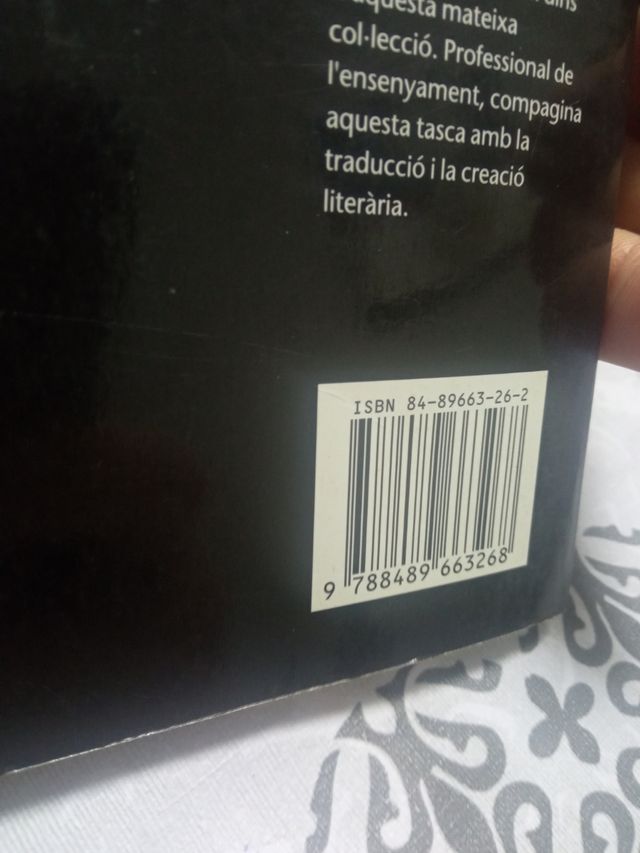 aquesta mateixa
col·lecció. Professional de
l'ensenyament, compagina
aquesta tasca amb la
traducció i la creació
literària.
ISBN 84-89663-26-2
9 788489 663268